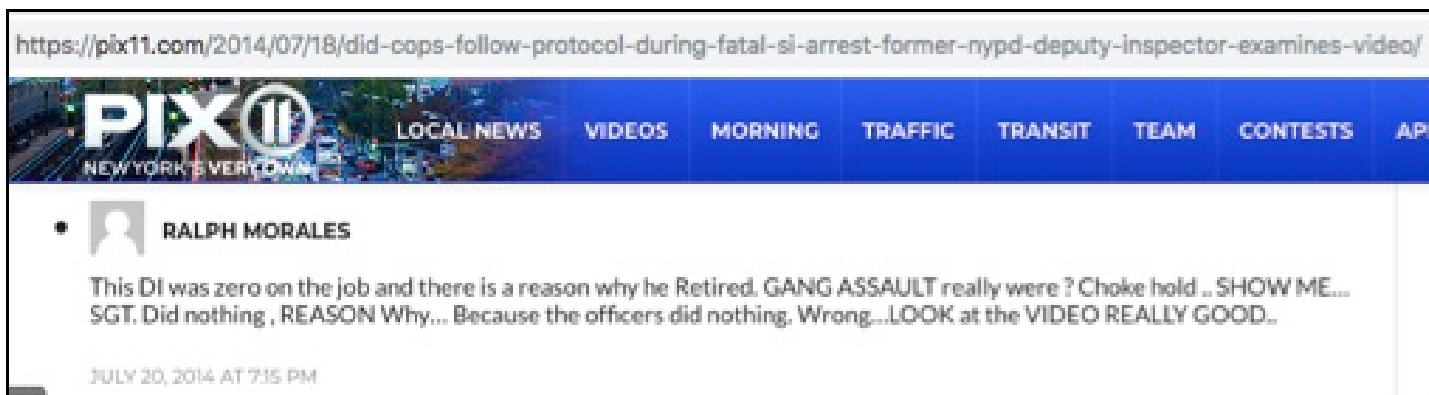 https://pix11.com/2014/07/18/did-cops-follow-protocol-during-fatal-si-arrest-former-nypd-deputy-inspector-examines-video/
PIX 11 LOCAL NEWS VIDEOS MORNING TRAFFIC TRANSIT TEAM CONTESTS
NEW YORK'S VERY OWN
RALPH MORALES
This DI was zero on the job and there is a reason why he Retired. GANG ASSAULT really were ? Choke hold .. SHOW ME....
SGT. Did nothing , REASON Why... Because the officers did nothing. Wrong...LOOK at the VIDEO REALLY GOOD..
JULY 20, 2014 AT 7:15 PM